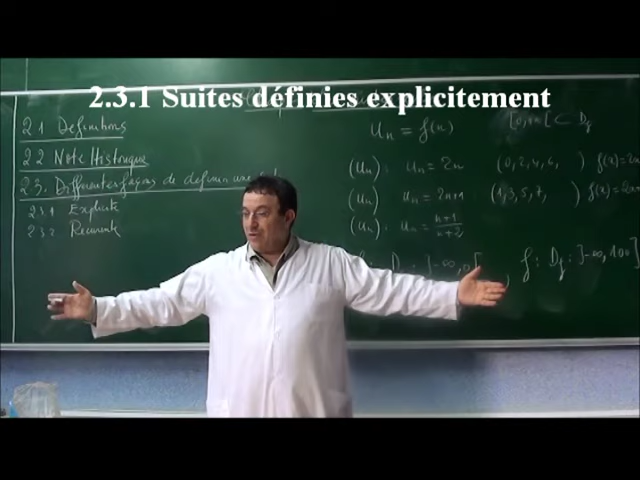 2.3.1 Suites définies explicitement
2.1 Définitions
2.2 Note Historique
2.3. Différentes façons de définir une
2.3.1 Explicite
2.3.2 Récurrente
Un = f(n) [0,+∞[ ⊂ Df
(Un): Un = 2n (0, 2, 4, 6, ) f(x)=2x
(Un): Un = 2n+1 (1, 3, 5, 7, ) f(x)=2x
(Un): Un = n+1/n+2
f: Df: ]-∞, 100]